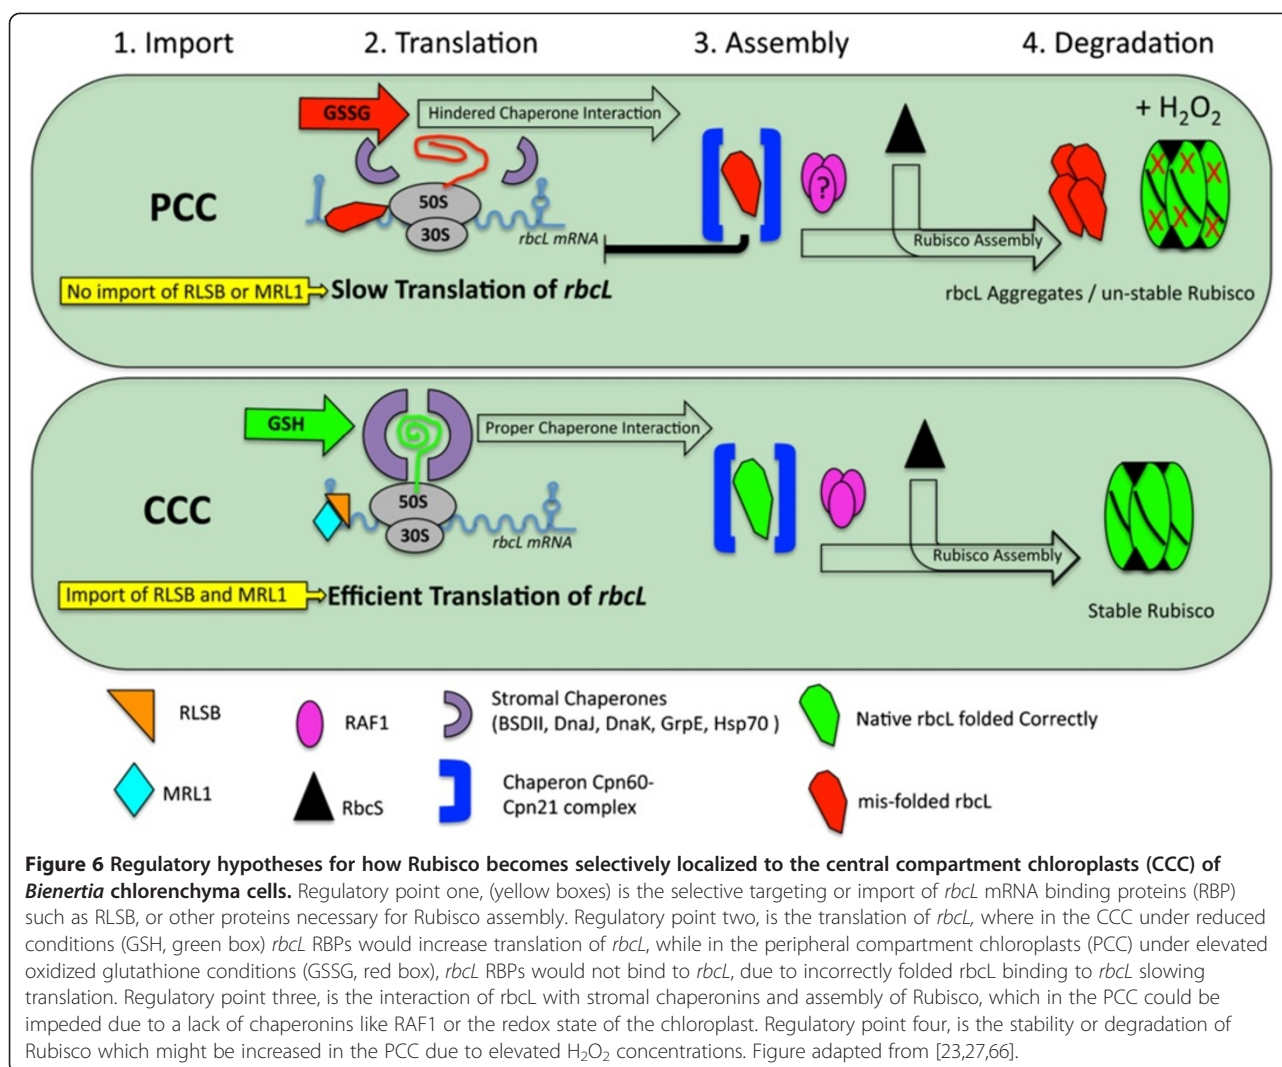 1. Import 2. Translation 3. Assembly 4. Degradation
GSSG
Hindered Chaperone Interaction
+ H₂O₂
PCC
50S
30S
rbcL mRNA
?
X X X
X X X
Rubisco Assembly
No import of RLSB or MRL1
Slow Translation of rbcL
rbcL Aggregates / un-stable Rubisco
GSH
Proper Chaperone Interaction
CCC
50S
30S
rbcL mRNA
Rubisco Assembly
Import of RLSB and MRL1
Efficient Translation of rbcL
Stable Rubisco
RLSB
RAF1
Stromal Chaperones
(BSDII, DnaJ, DnaK, GrpE, Hsp70 )
Native rbcL folded Correctly
MRL1
RbcS
Chaperon Cpn60-
Cpn21 complex
mis-folded rbcL
Figure 6 Regulatory hypotheses for how Rubisco becomes selectively localized to the central compartment chloroplasts (CCC) of
Bienertia chlorenchyma cells. Regulatory point one, (yellow boxes) is the selective targeting or import of rbcL mRNA binding proteins (RBP)
such as RLSB, or other proteins necessary for Rubisco assembly. Regulatory point two, is the translation of rbcL, where in the CCC under reduced
conditions (GSH, green box) rbcL RBPs would increase translation of rbcL, while in the peripheral compartment chloroplasts (PCC) under elevated
oxidized glutathione conditions (GSSG, red box), rbcL RBPs would not bind to rbcL, due to incorrectly folded rbcL binding to rbcL slowing
translation. Regulatory point three, is the interaction of rbcL with stromal chaperonins and assembly of Rubisco, which in the PCC could be
impeded due to a lack of chaperonins like RAF1 or the redox state of the chloroplast. Regulatory point four, is the stability or degradation of
Rubisco which might be increased in the PCC due to elevated H₂O₂ concentrations. Figure adapted from [23,27,66].